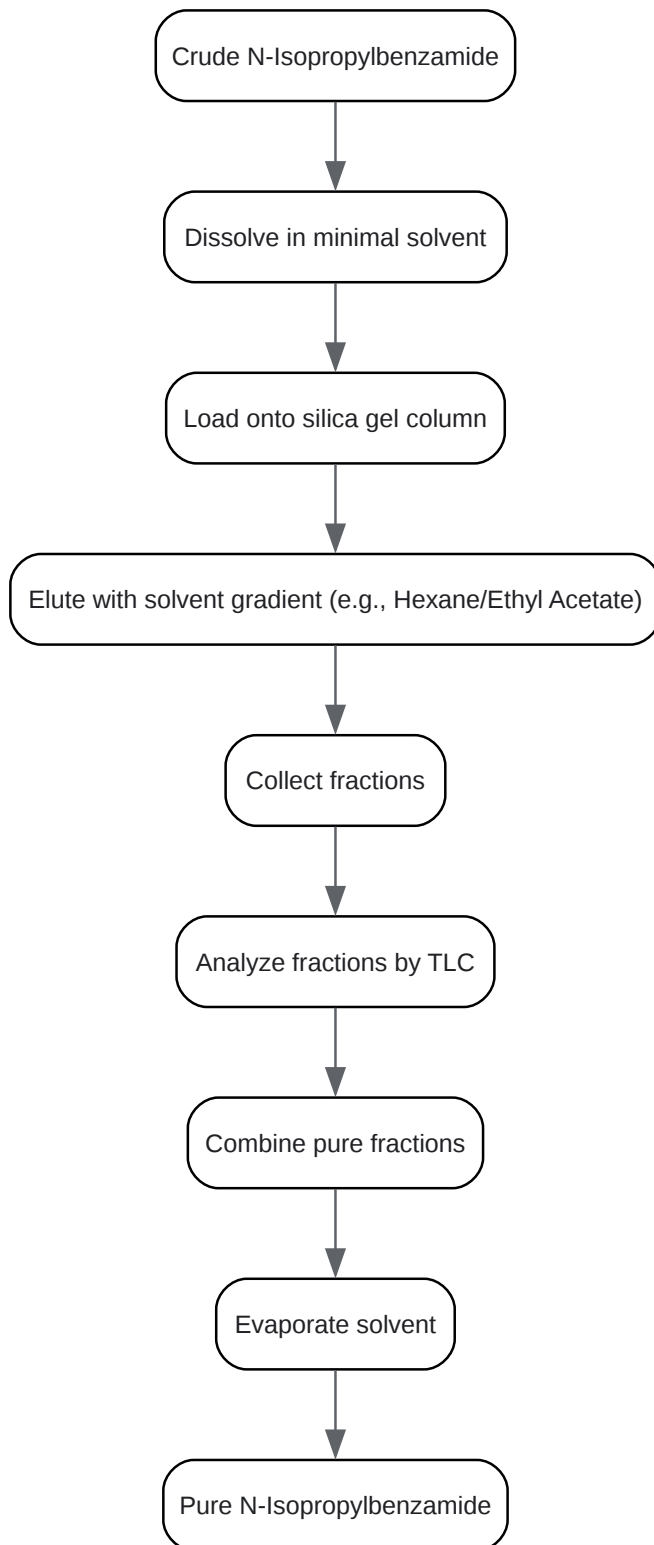 Crude N-Isopropylbenzamide
Dissolve in minimal solvent
Load onto silica gel column
Elute with solvent gradient (e.g., Hexane/Ethyl Acetate)
Collect fractions
Analyze fractions by TLC
Combine pure fractions
Evaporate solvent
Pure N-Isopropylbenzamide